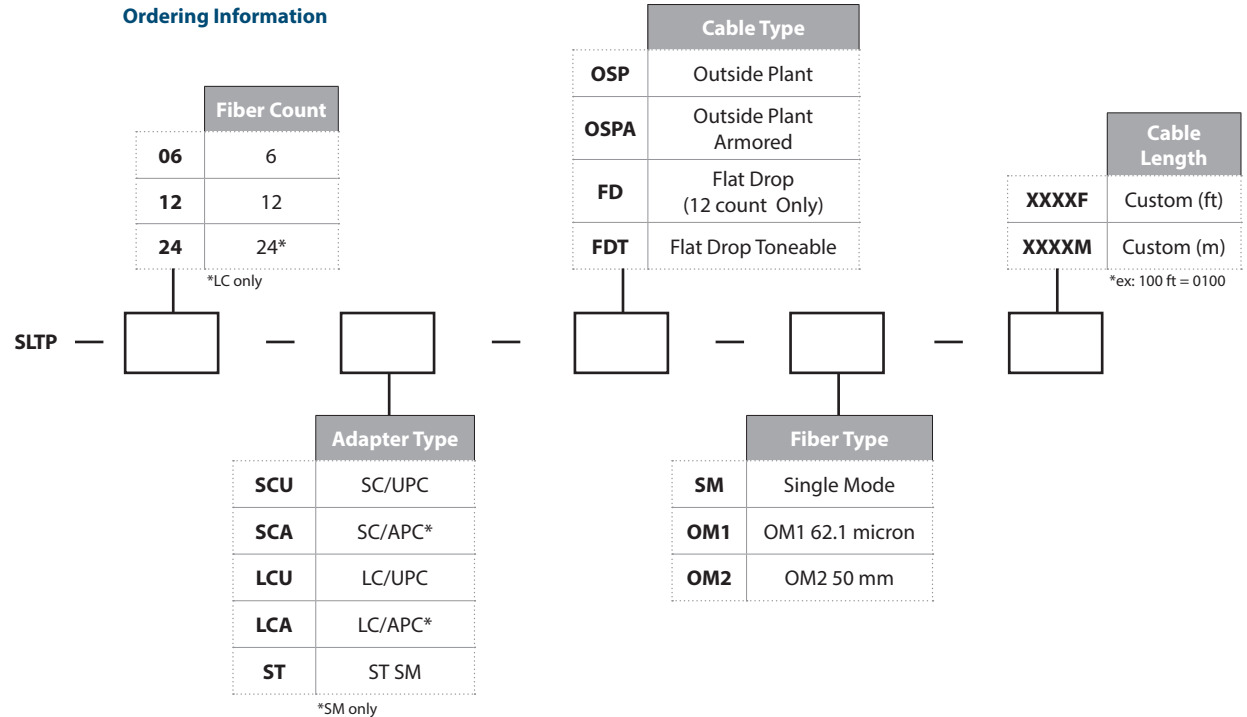 Ordering Information
Cable Type
OSP Outside Plant
OSPA Outside Plant
Armored
FD Flat Drop
(12 count Only)
FDT Flat Drop Toneable
Fiber Count
06 6
12 12
24 24*
*LC only
Cable
Length
XXXXF Custom (ft)
XXXXM Custom (m)
*ex: 100 ft = 0100
SLTP — — — — —
Adapter Type
SCU SC/UPC
SCA SC/APC*
LCU LC/UPC
LCA LC/APC*
ST ST SM
*SM only
Fiber Type
SM Single Mode
OM1 OM1 62.1 micron
OM2 OM2 50 mm